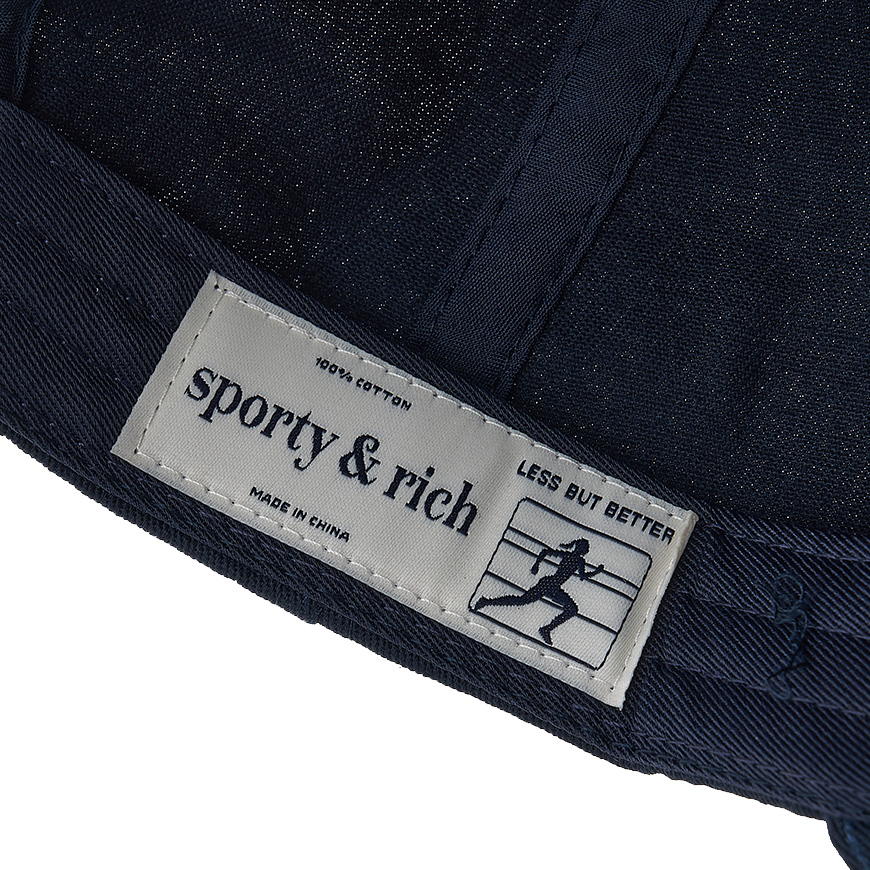 100% COTTON
sporty & rich
MADE IN CHINA
LESS BUT BETTER